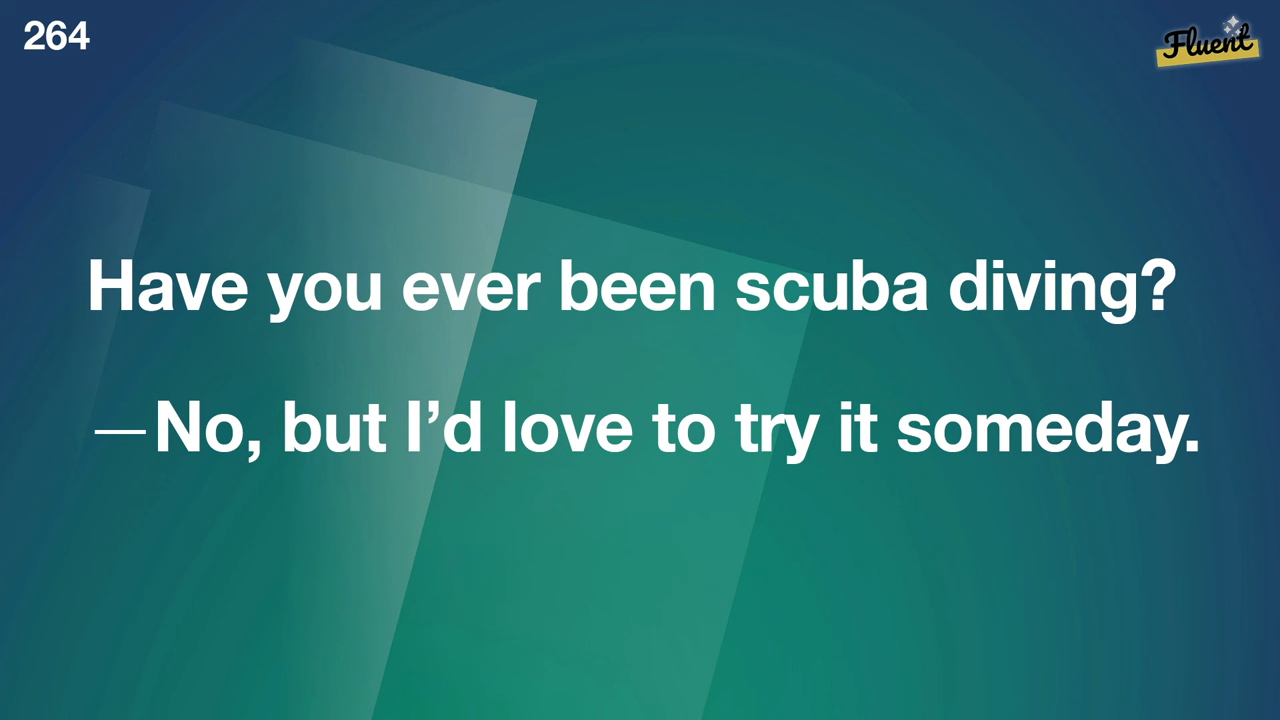 264
Fluent
Have you ever been scuba diving?
—No, but I’d love to try it someday.